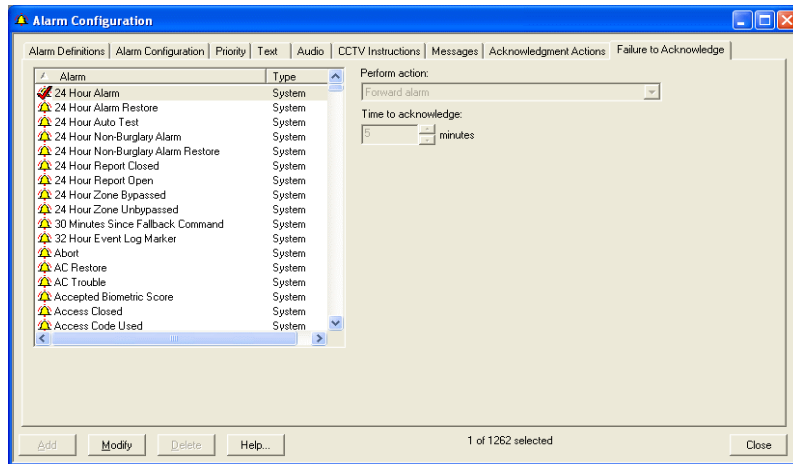 Alarm Configuration
Alarm Definitions Alarm Configuration Priority Text Audio CCTV Instructions Messages Acknowledgment Actions Failure to Acknowledge
Alarm Type
24 Hour Alarm System
24 Hour Alarm Restore System
24 Hour Auto Test System
24 Hour Non-Burglary Alarm System
24 Hour Non-Burglary Alarm Restore System
24 Hour Report Closed System
24 Hour Report Open System
24 Hour Zone Bypassed System
24 Hour Zone Unbypassed System
30 Minutes Since Fallback Command System
32 Hour Event Log Marker System
Abort System
AC Restore System
AC Trouble System
Accepted Biometric Score System
Access Closed System
Access Code Used System
Perform action:
Forward alarm
Time to acknowledge:
5 minutes
Add Modify Delete Help... 1 of 1262 selected Close